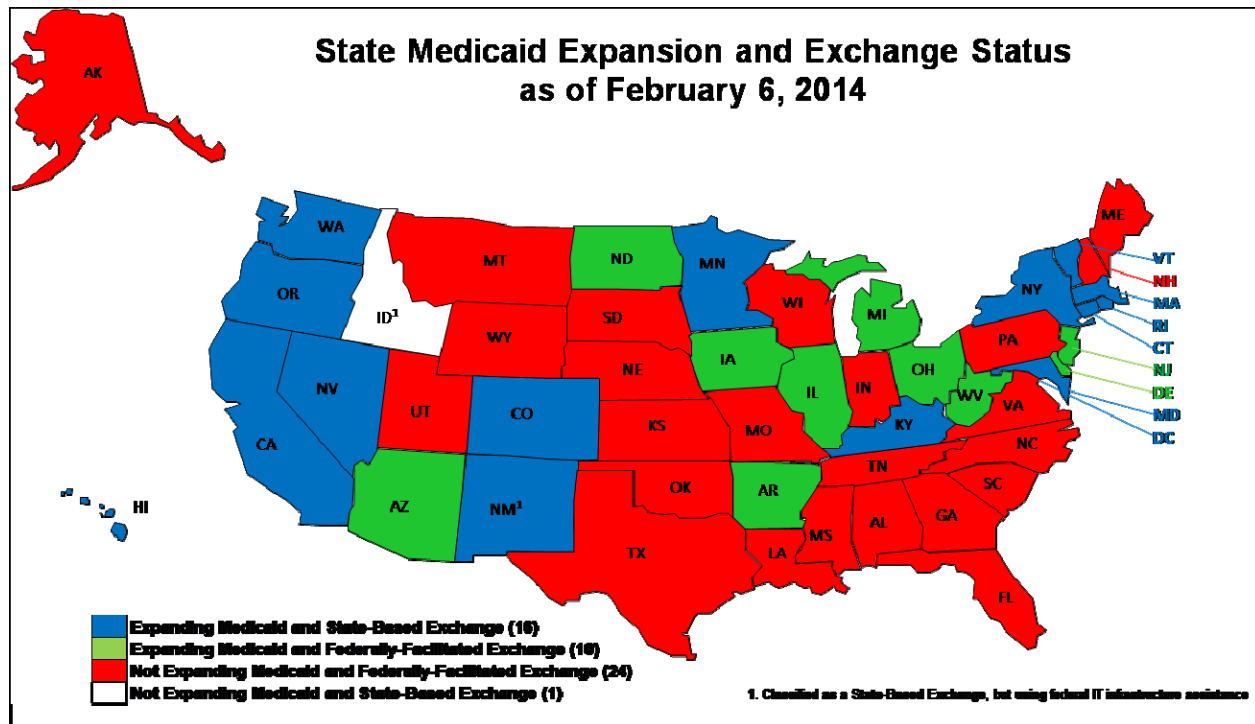 State Medicaid Expansion and Exchange Status
as of February 6, 2014
AK
WA
MT
ND
MN
ME
VT
NH
OR
ID¹
SD
WI
MI
NY
MA
RI
CT
WY
IA
PA
NJ
NE
OH
DE
NV
UT
CO
IL
IN
WV
VA
MD
DC
CA
KS
MO
KY
NC
TN
AZ
NM¹
OK
AR
SC
HI
MS
AL
GA
TX
LA
FL
Expanding Medicaid and State-Based Exchange (16)
Expanding Medicaid and Federally-Facilitated Exchange (10)
Not Expanding Medicaid and Federally-Facilitated Exchange (24)
Not Expanding Medicaid and State-Based Exchange (1)
1. Classified as a State-Based Exchange, but using federal IT infrastructure assistance